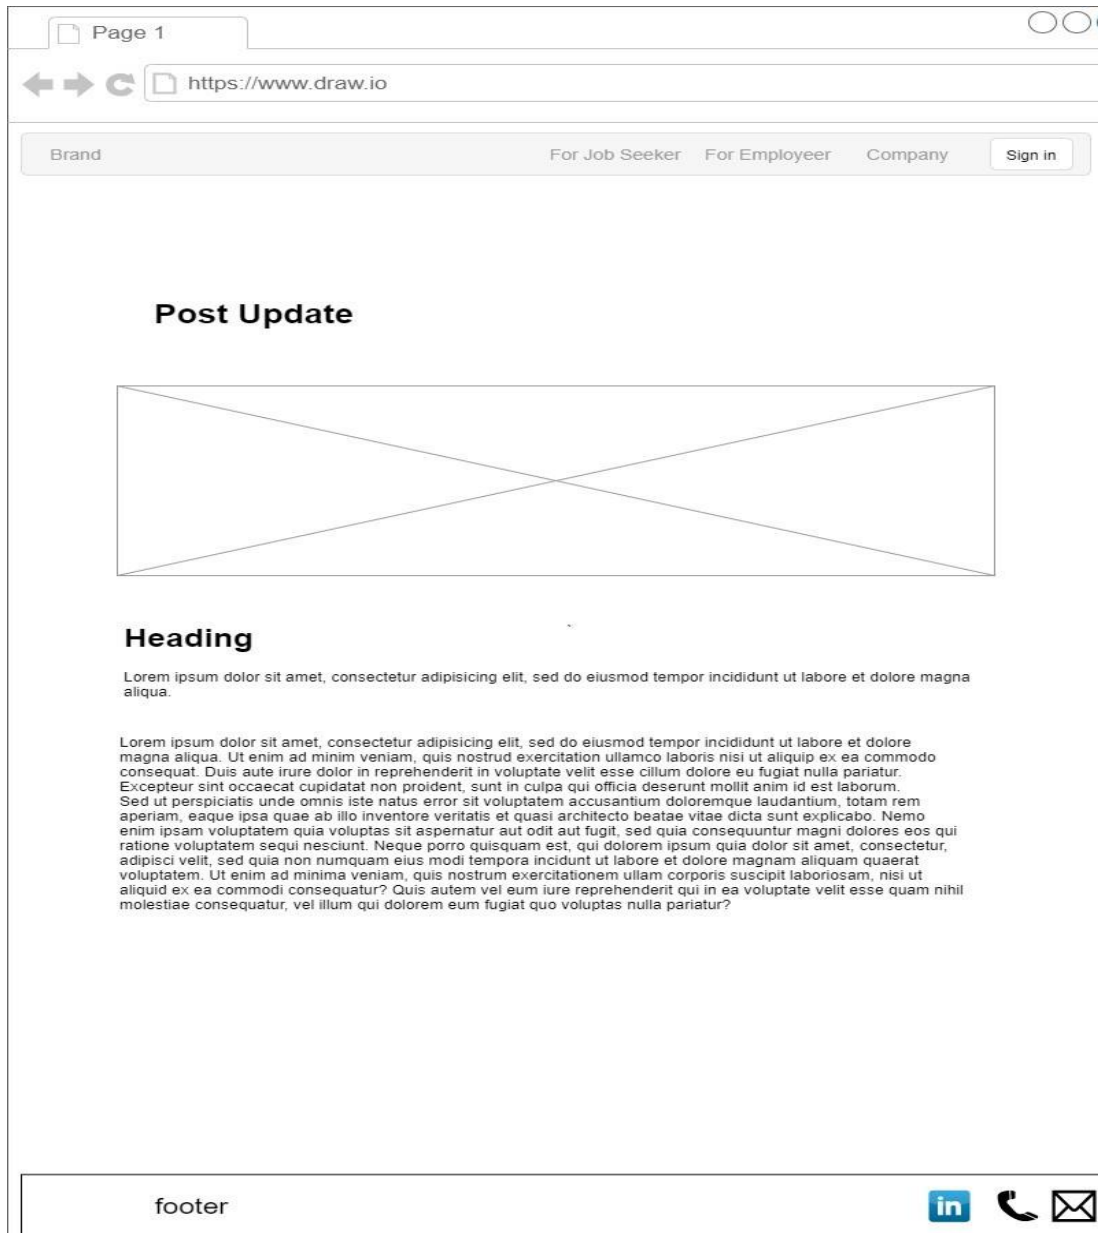 Page 1
https://www.draw.io
Brand For Job Seeker For Employeer Company Sign in
Post Update
Heading
Lorem ipsum dolor sit amet, consectetur adipisicing elit, sed do eiusmod tempor incididunt ut labore et dolore magna
aliqua.
Lorem ipsum dolor sit amet, consectetur adipisicing elit, sed do eiusmod tempor incididunt ut labore et dolore
magna aliqua. Ut enim ad minim veniam, quis nostrud exercitation ullamco laboris nisi ut aliquip ex ea commodo
consequat. Duis aute irure dolor in reprehenderit in voluptate velit esse cillum dolore eu fugiat nulla pariatur.
Excepteur sint occaecat cupidatat non proident, sunt in culpa qui officia deserunt mollit anim id est laborum.
Sed ut perspiciatis unde omnis iste natus error sit voluptatem accusantium doloremque laudantium, totam rem
aperiam, eaque ipsa quae ab illo inventore veritatis et quasi architecto beatae vitae dicta sunt explicabo. Nemo
enim ipsam voluptatem quia voluptas sit aspernatur aut odit aut fugit, sed quia consequuntur magni dolores eos qui
ratione voluptatem sequi nesciunt. Neque porro quisquam est, qui dolorem ipsum quia dolor sit amet, consectetur,
adipisci velit, sed quia non numquam eius modi tempora incidunt ut labore et dolore magnam aliquam quaerat
voluptatem. Ut enim ad minima veniam, quis nostrum exercitationem ullam corporis suscipit laboriosam, nisi ut
aliquid ex ea commodi consequatur? Quis autem vel eum iure reprehenderit qui in ea voluptate velit esse quam nihil
molestiae consequatur, vel illum qui dolorem eum fugiat quo voluptas nulla pariatur?
footer in